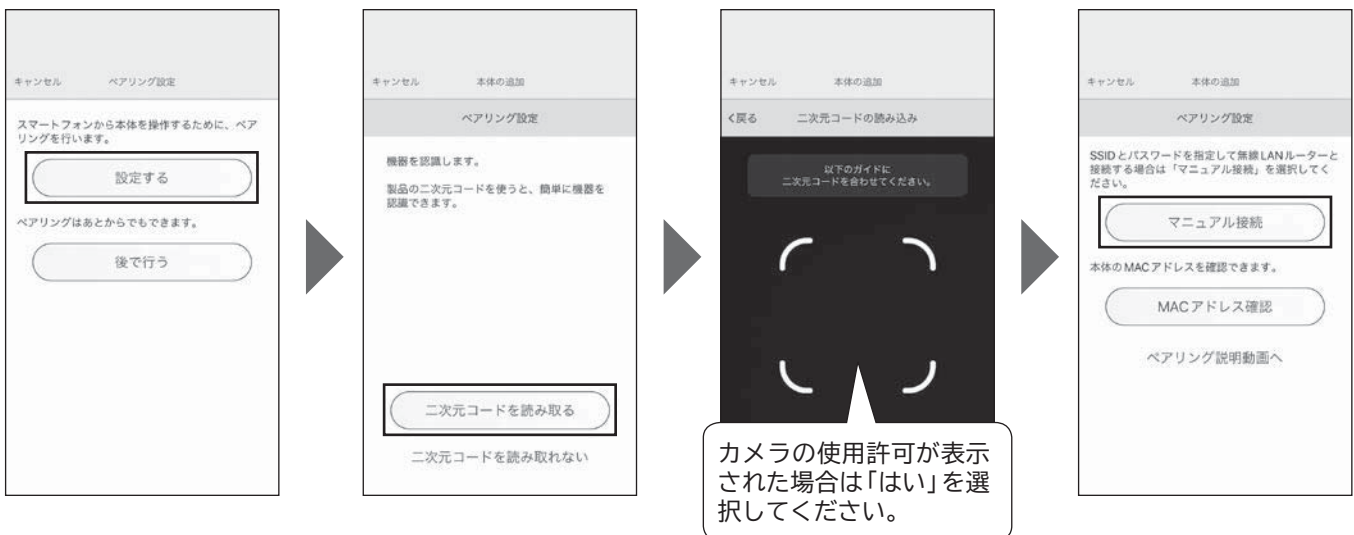 キャンセル ペアリング設定
スマートフォンから本体を操作するために、ペア
リングを行います。
設定する
ペアリングはあとからでもできます。
後で行う
キャンセル 本体の追加
ペアリング設定
機器を認識します。
製品の二次元コードを使うと、簡単に機器を
認識できます。
二次元コードを読み取る
二次元コードを読み取れない
キャンセル 本体の追加
<戻る 二次元コードの読み込み
以下のガイドに
二次元コードを合わせてください。
カメラの使用許可が表示
された場合は「はい」を選
択してください。
キャンセル 本体の追加
ペアリング設定
SSIDとパスワードを指定して無線LANルーターと
接続する場合は「マニュアル接続」を選択してく
ださい。
マニュアル接続
本体のMACアドレスを確認できます。
MACアドレス確認
ペアリング説明動画へ